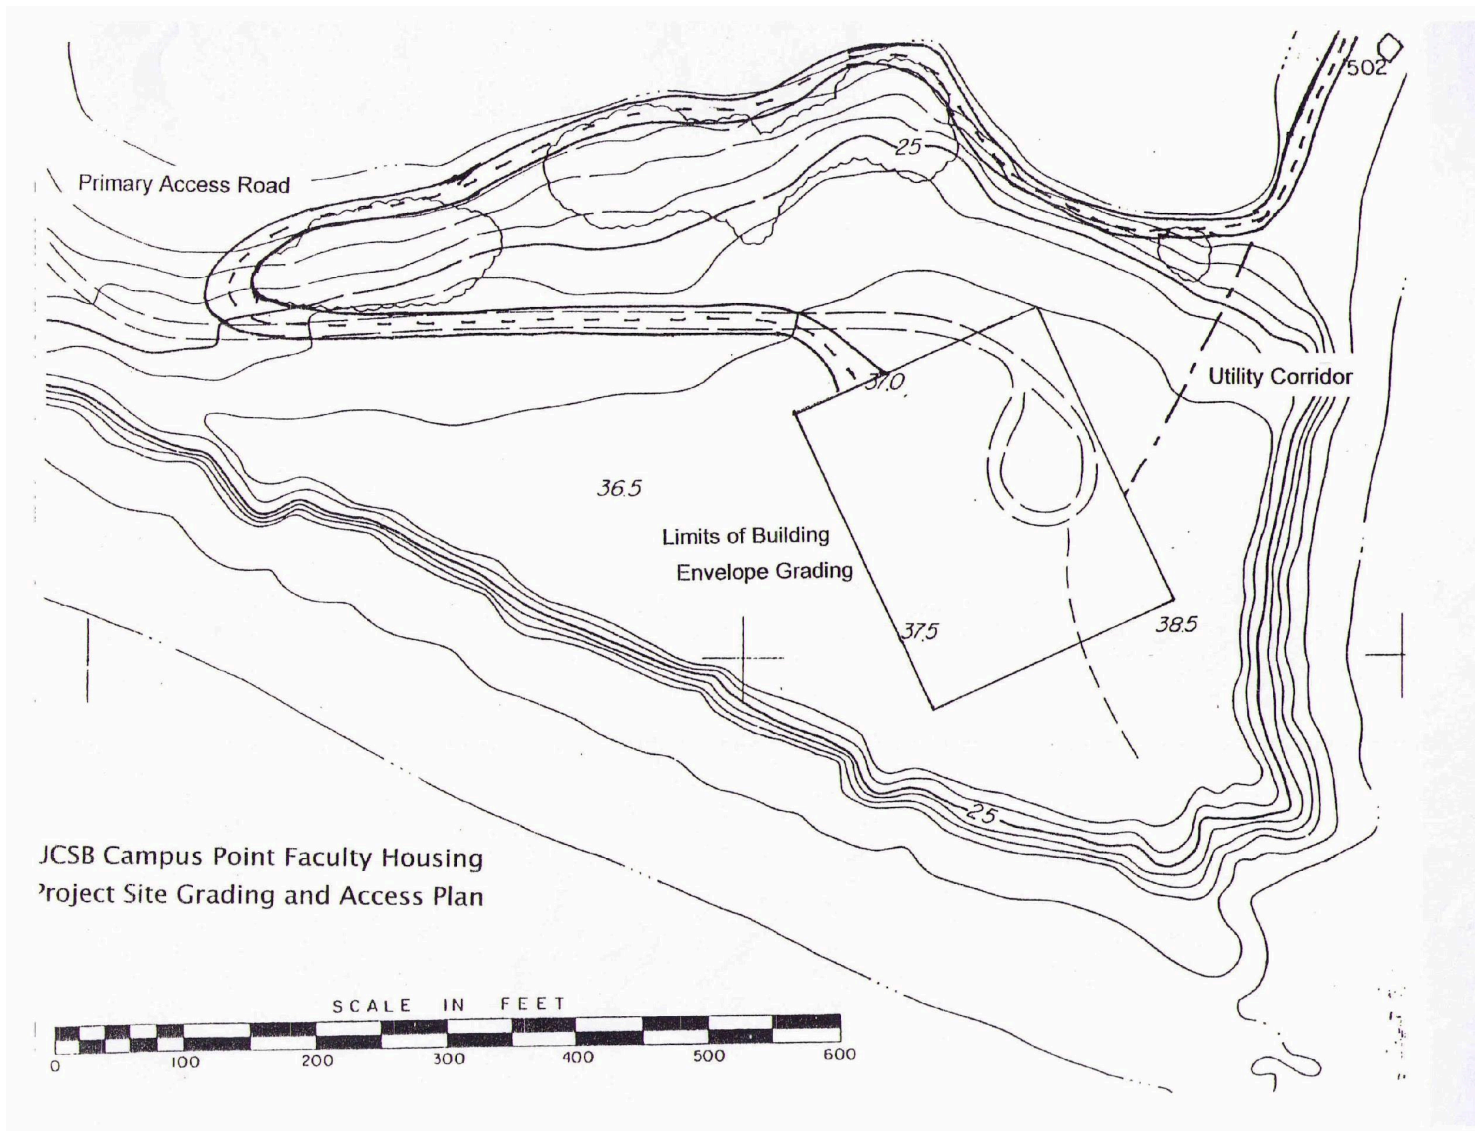 502
25
Primary Access Road
Utility Corridor
37.0
36.5
Limits of Building
Envelope Grading
37.5
38.5
25
JCSB Campus Point Faculty Housing
Project Site Grading and Access Plan
SCALE IN FEET
0 100 200 300 400 500 600